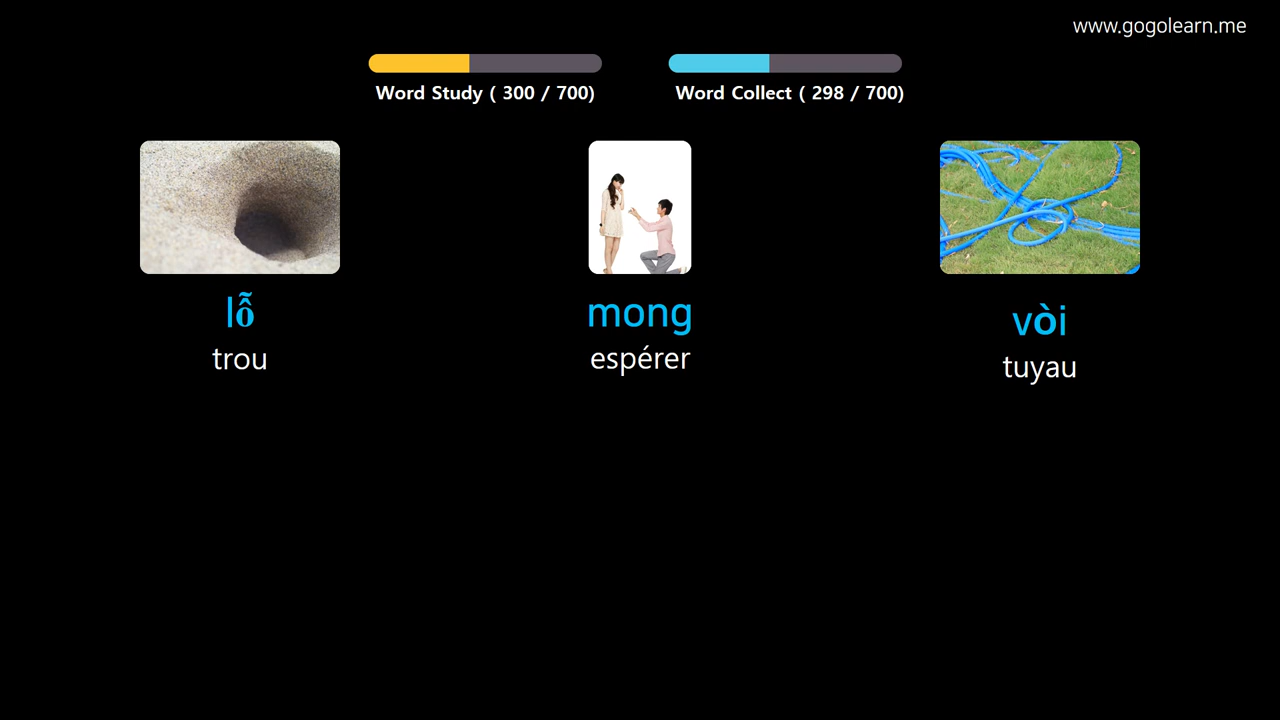 www.gogolearn.me
Word Study ( 300 / 700)
Word Collect ( 298 / 700)
lỗ
trou
mong
espérer
vòi
tuyau